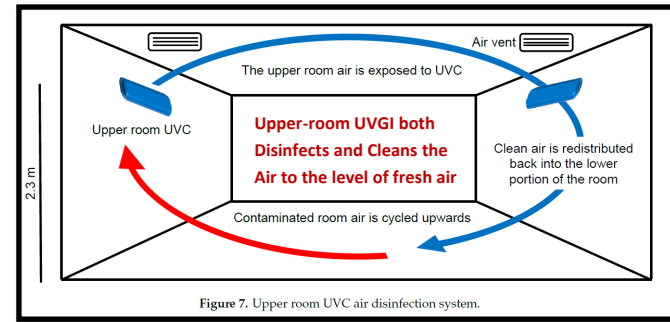 Air vent
The upper room air is exposed to UVC
Upper room UVC
Upper-room UVGI both
Disinfects and Cleans the
Air to the level of fresh air
Clean air is redistributed
back into the lower
portion of the room
2.3 m
Contaminated room air is cycled upwards
Figure 7. Upper room UVC air disinfection system.